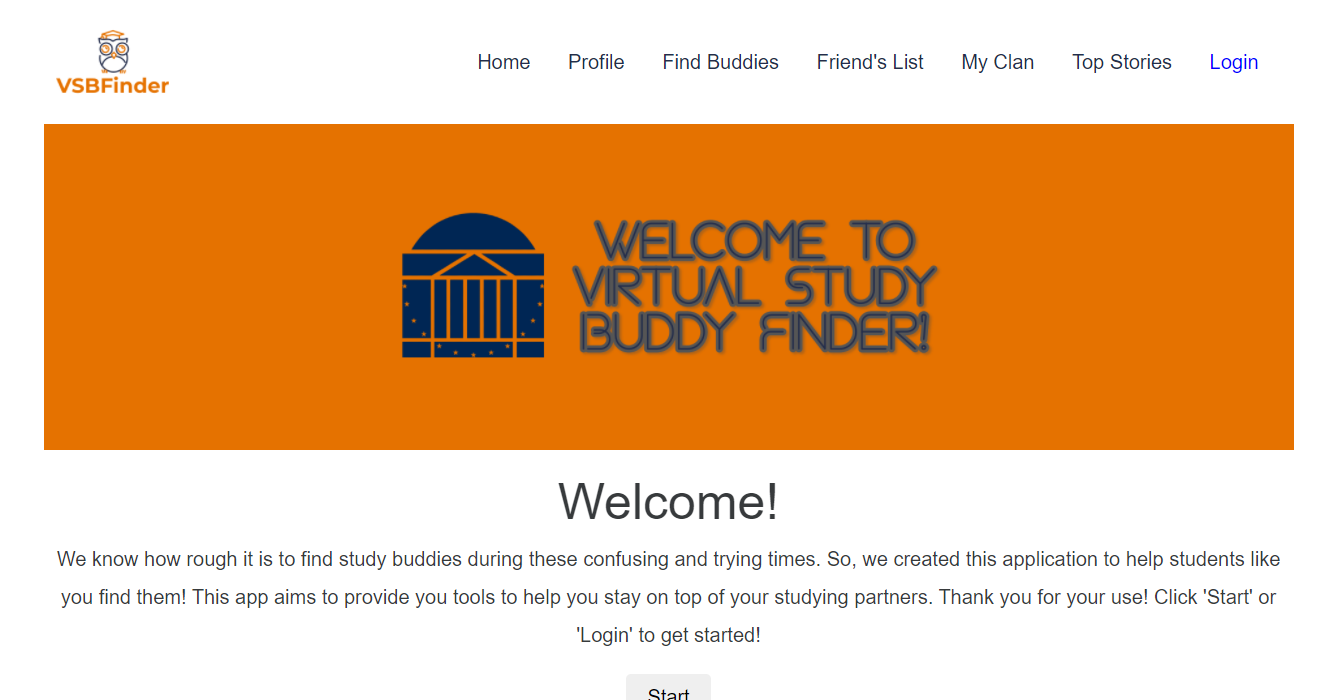 VSBFinder
Home Profile Find Buddies Friend's List My Clan Top Stories Login
WELCOME TO
VIRTUAL STUDY
BUDDY FINDER!
Welcome!
We know how rough it is to find study buddies during these confusing and trying times. So, we created this application to help students like
you find them! This app aims to provide you tools to help you stay on top of your studying partners. Thank you for your use! Click 'Start' or
'Login' to get started!
Start